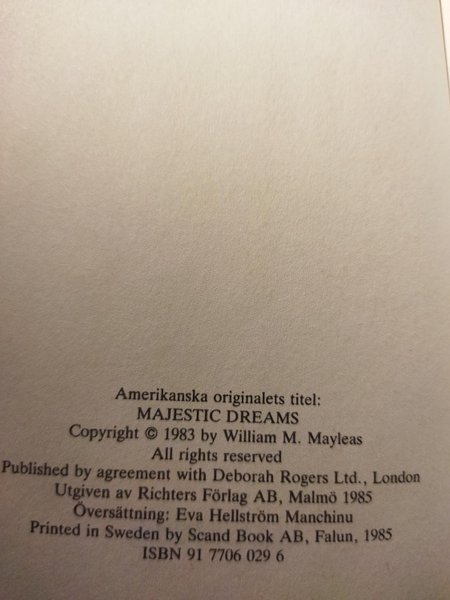 Amerikanska originalets titel:
MAJESTIC DREAMS
Copyright © 1983 by William M. Mayleas
All rights reserved
Published by agreement with Deborah Rogers Ltd., London
Utgiven av Richters Förlag AB, Malmö 1985
Översättning: Eva Hellström Manchinu
Printed in Sweden by Scand Book AB, Falun, 1985
ISBN 91 7706 029 6